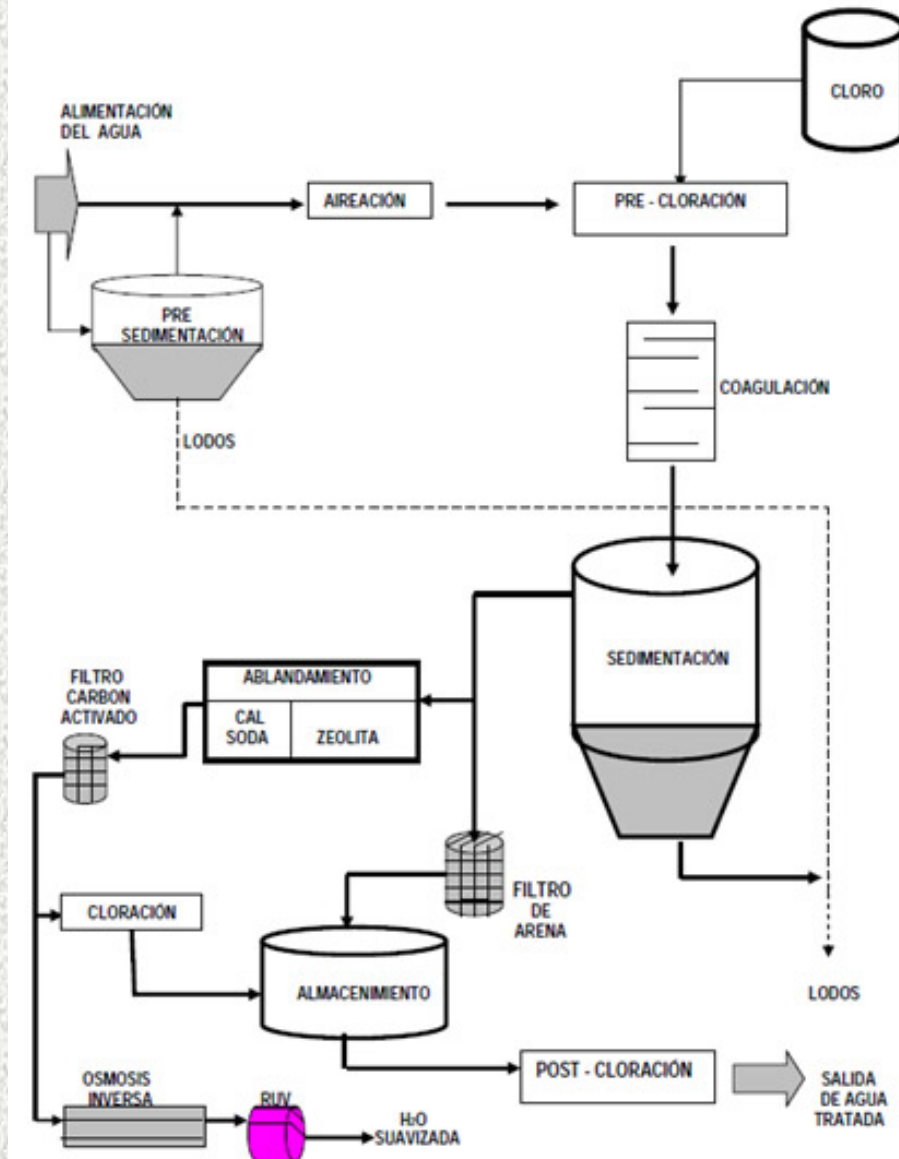 CLORO
ALIMENTACIÓN
DEL AGUA
AIREACIÓN
PRE - CLORACIÓN
PRE
SEDIMENTACIÓN
COAGULACIÓN
LODOS
SEDIMENTACIÓN
ABLANDAMIENTO
CAL
SODA
ZEOLITA
FILTRO
CARBON
ACTIVADO
FILTRO
DE
ARENA
CLORACIÓN
ALMACENIMIENTO
LODOS
POST - CLORACIÓN
SALIDA
DE AGUA
TRATADA
OSMOSIS
INVERSA
RUV
H2O
SUAVIZADA